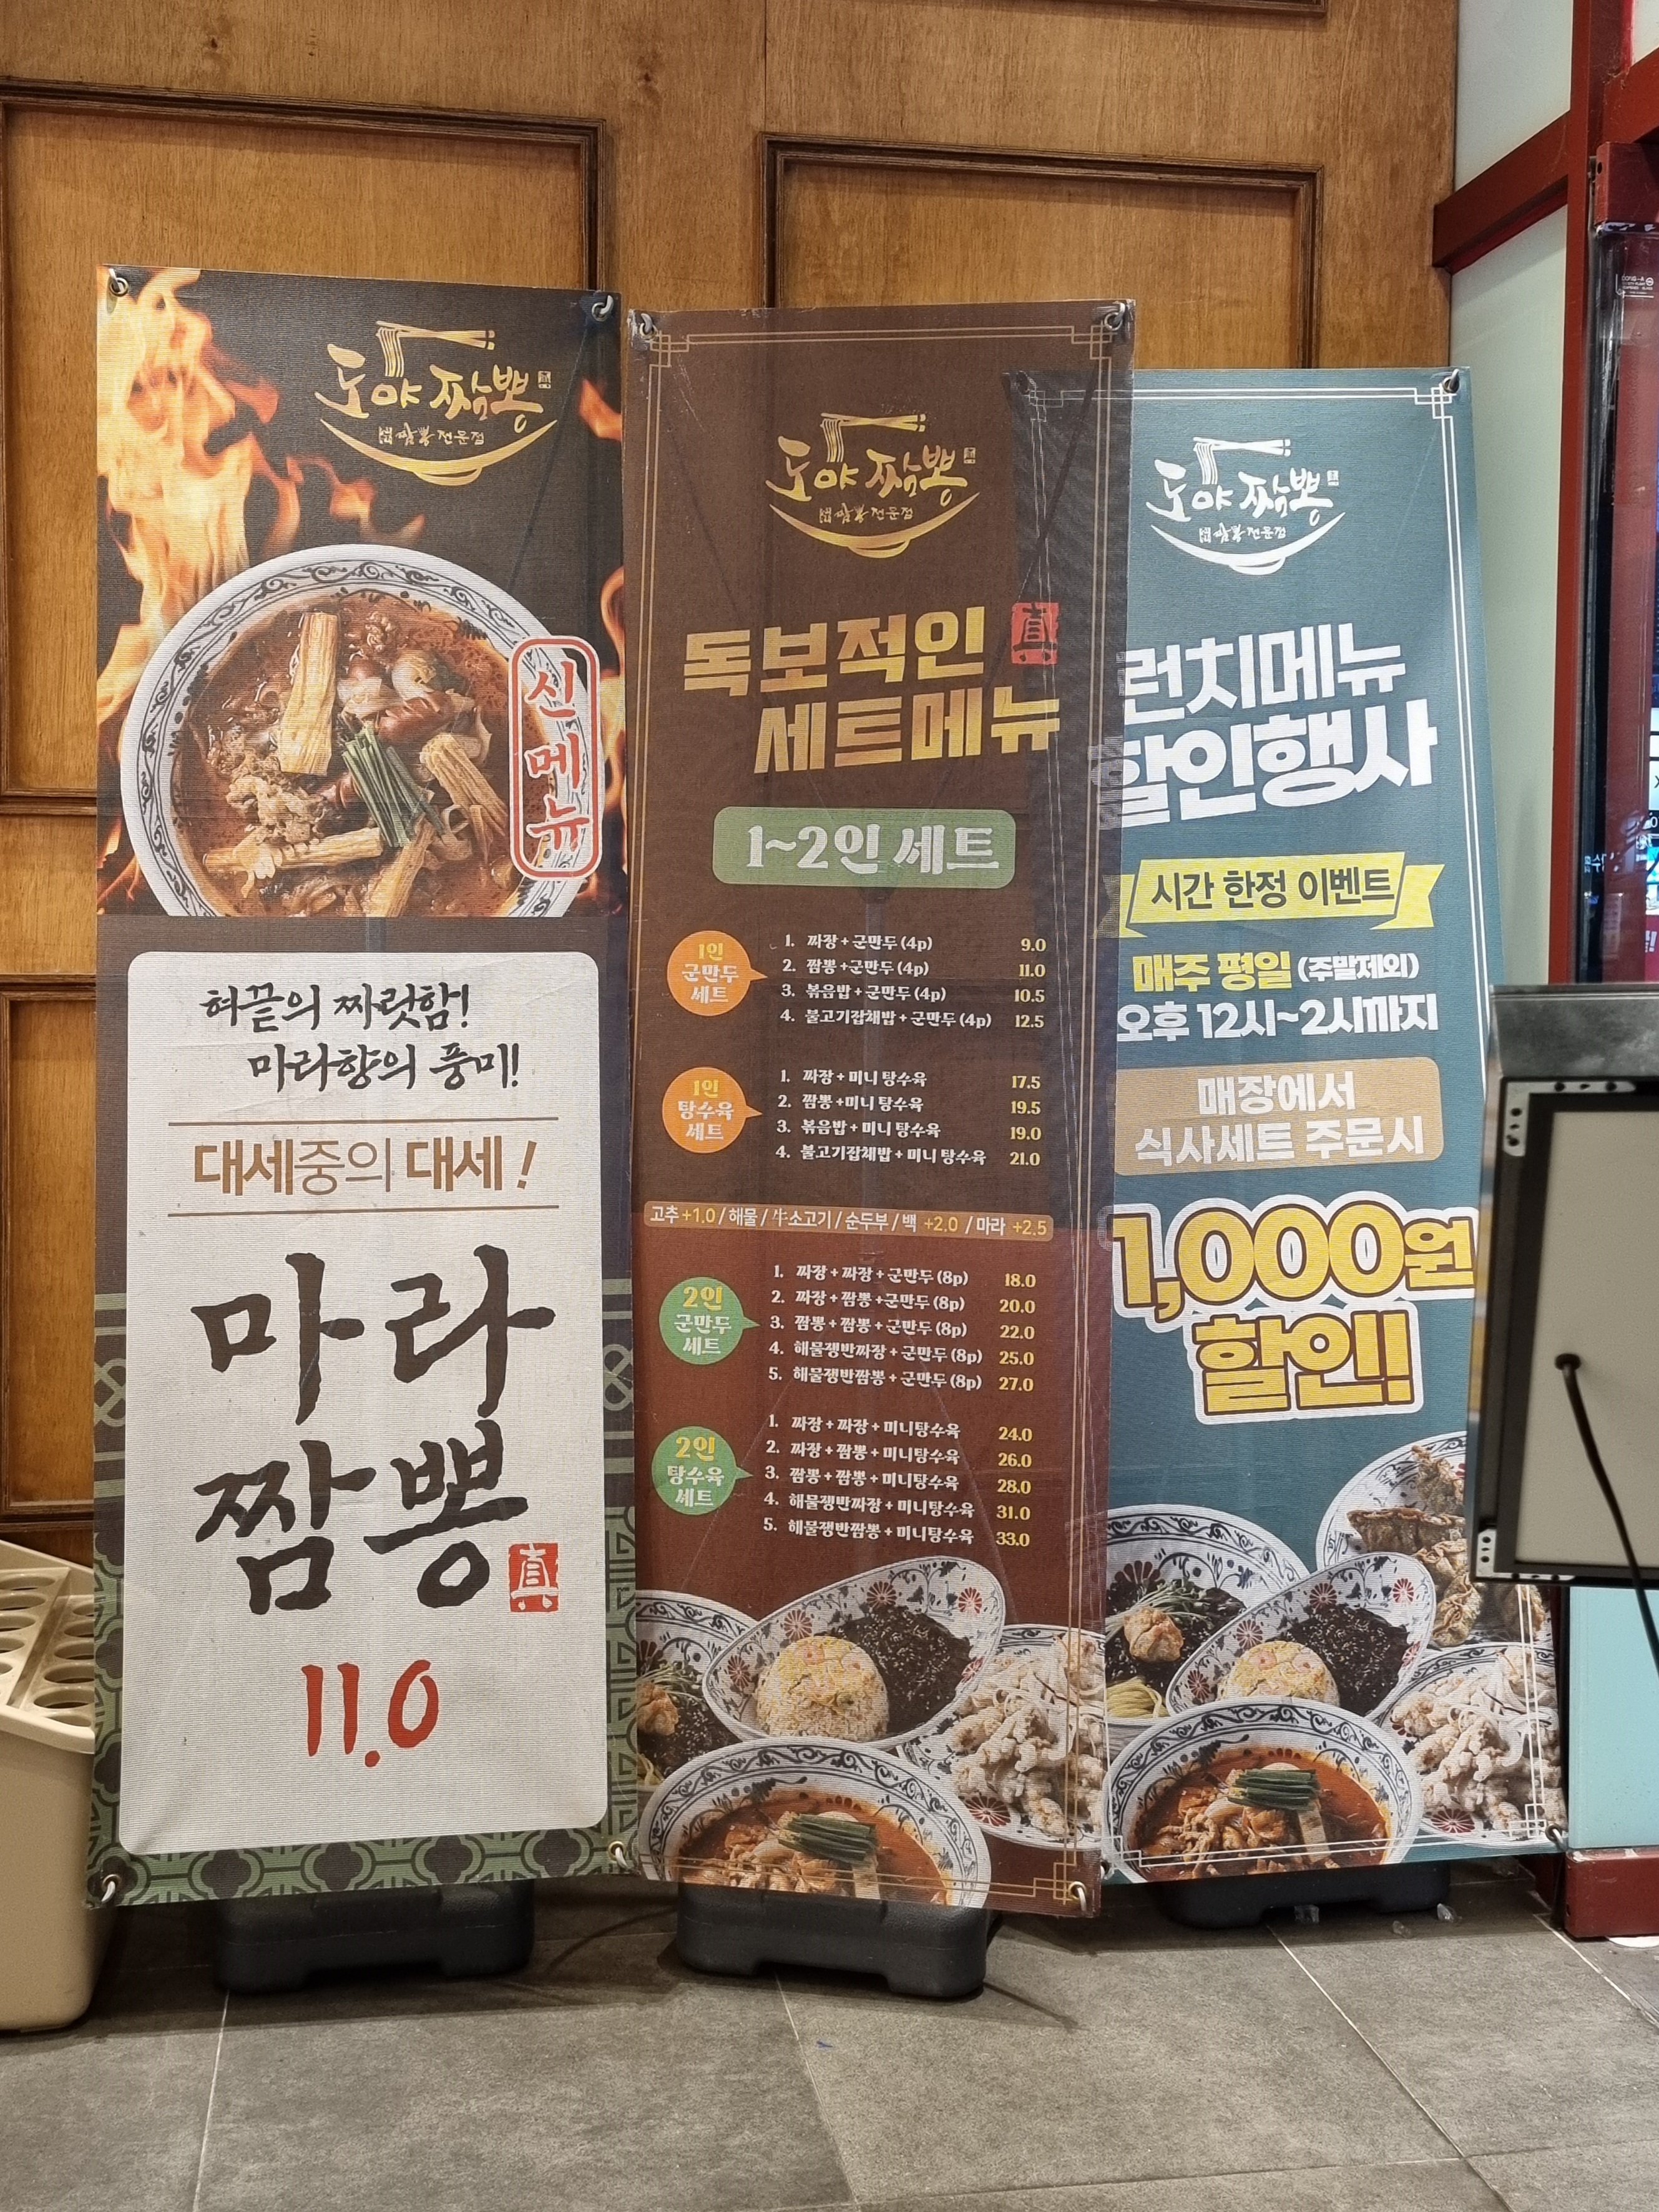 도야짬뽕
짬뽕전문점
신메뉴
혀끝의 짜릿함!
마라향의 풍미!
대세중의 대세!
마라
짬뽕
真
11.0
도야짬뽕
짬뽕전문점
독보적인
真
세트메뉴
1~2인 세트
1인
군만두
세트
1. 짜장+군만두(4p) 9.0
2. 짬뽕+군만두(4p) 11.0
3. 볶음밥+군만두(4p) 10.5
4. 불고기잡채밥+군만두(4p) 12.5
1인
탕수육
세트
1. 짜장+미니 탕수육 17.5
2. 짬뽕+미니 탕수육 19.5
3. 볶음밥+미니 탕수육 19.0
4. 불고기잡채밥+미니 탕수육 21.0
고추 +1.0 / 해물 / 牛소고기 / 순두부 / 백 +2.0 / 마라 +2.5
2인
군만두
세트
1. 짜장+짜장+군만두(8p) 18.0
2. 짜장+짬뽕+군만두(8p) 20.0
3. 짬뽕+짬뽕+군만두(8p) 22.0
4. 해물쟁반짜장+군만두(8p) 25.0
5. 해물쟁반짬뽕+군만두(8p) 27.0
2인
탕수육
세트
1. 짜장+짜장+미니탕수육 24.0
2. 짜장+짬뽕+미니탕수육 26.0
3. 짬뽕+짬뽕+미니탕수육 28.0
4. 해물쟁반짜장+미니탕수육 31.0
5. 해물쟁반짬뽕+미니탕수육 33.0
도야짬뽕
짬뽕전문점
런치메뉴
할인행사
시간 한정 이벤트
매주 평일 (주말제외)
오후 12시~2시까지
매장에서
식사세트 주문시
1,000원
할인!